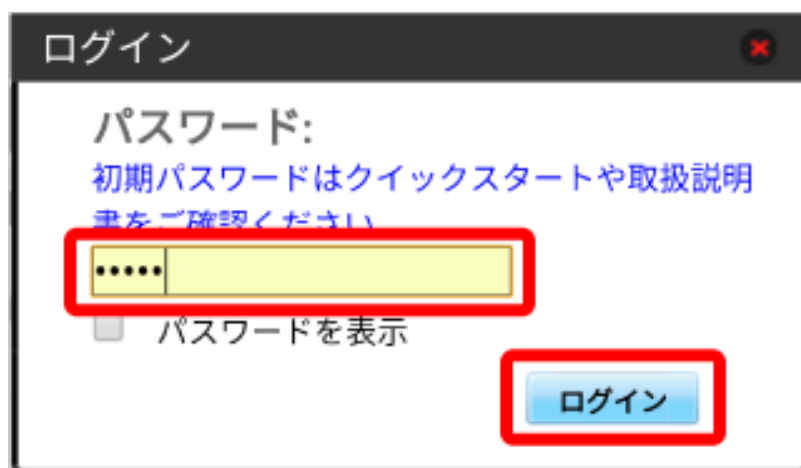 ログイン
パスワード:
初期パスワードはクイックスタートや取扱説明
書をご確認ください
•••••
パスワードを表示
ログイン